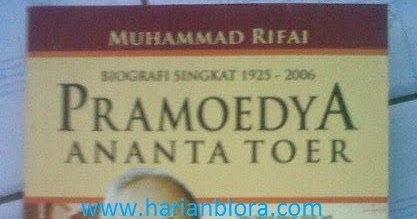 MUHAMMAD RIFAI
BIOGRAFI SINGKAT 1925 - 2006
PRAMOEDYA
ANANTA TOER
www.harianblora.com